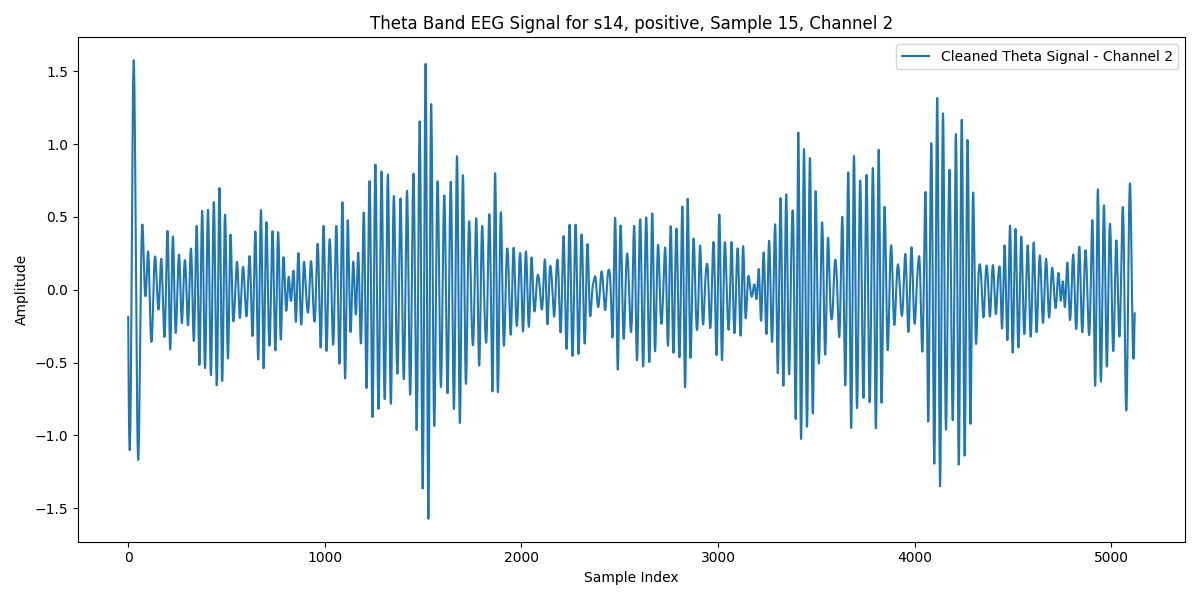 Theta Band EEG Signal for s14, positive, Sample 15, Channel 2
Cleaned Theta Signal - Channel 2
1.5
1.0
0.5
0.0
−0.5
−1.0
−1.5
Amplitude
0 1000 2000 3000 4000 5000
Sample Index